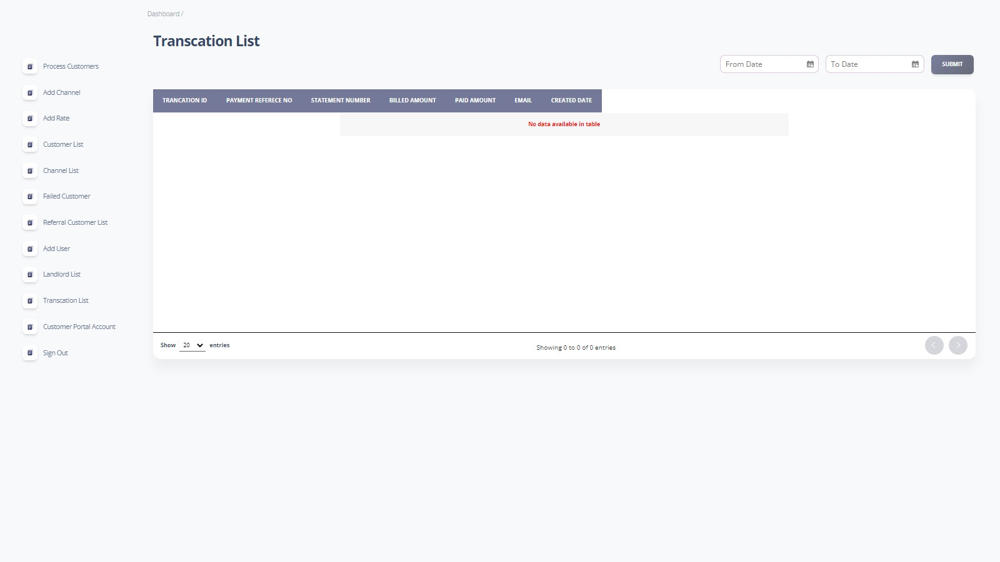 Dashboard /
Transcation List
Process Customers
Add Channel
Add Rate
Customer List
Channel List
Failed Customer
Referral Customer List
Add User
Landlord List
Transcation List
Customer Portal Account
Sign Out
From Date
To Date
SUBMIT
TRANCATION ID PAYMENT REFERECE NO STATEMENT NUMBER BILLED AMOUNT PAID AMOUNT EMAIL CREATED DATE
No data available in table
Show 20 entries
Showing 0 to 0 of 0 entries